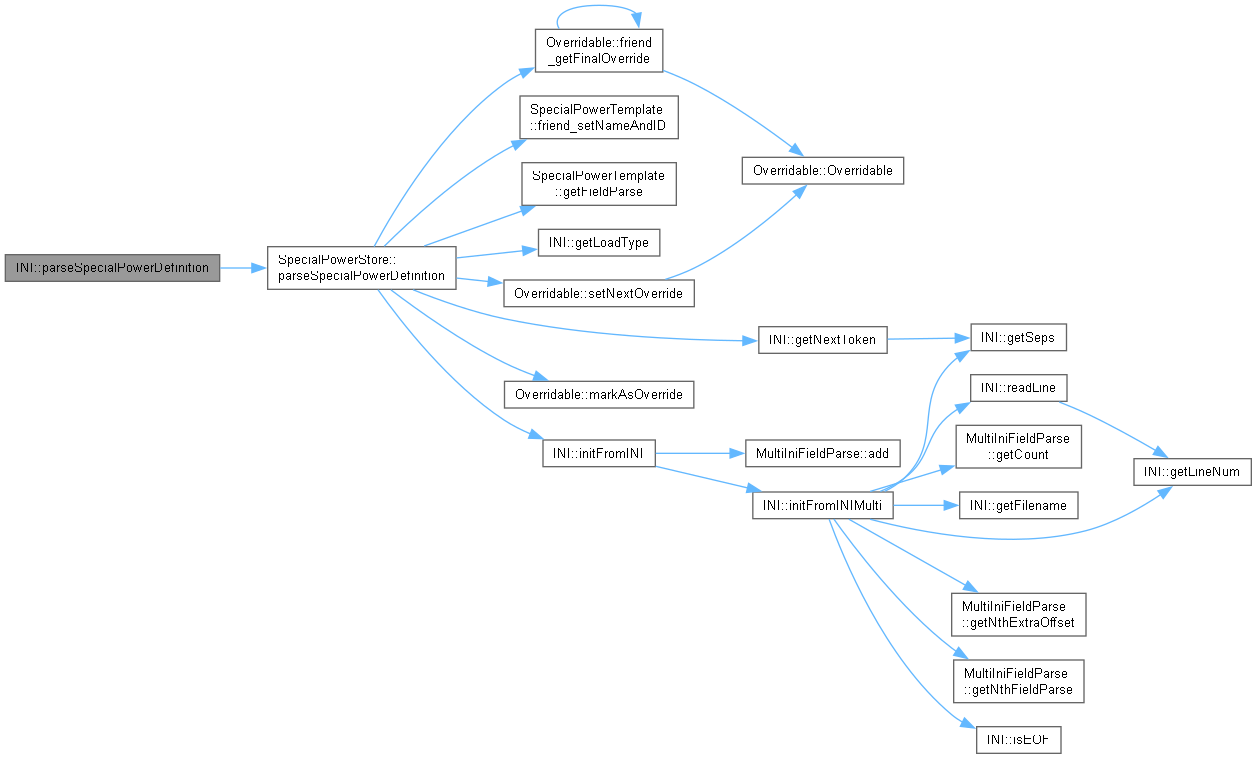 Overridable::friend
_getFinalOverride
SpecialPowerTemplate
::friend_setNameAndID
Overridable::Overridable
SpecialPowerTemplate
::getFieldParse
INI::getLoadType
INI::parseSpecialPowerDefinition
SpecialPowerStore::
parseSpecialPowerDefinition
Overridable::setNextOverride
INI::getNextToken
INI::getSeps
Overridable::markAsOverride
INI::readLine
MultiIniFieldParse
::getCount
INI::initFromINI
MultiIniFieldParse::add
INI::getLineNum
INI::initFromINIMulti
INI::getFilename
MultiIniFieldParse
::getNthExtraOffset
MultiIniFieldParse
::getNthFieldParse
INI::isEOF